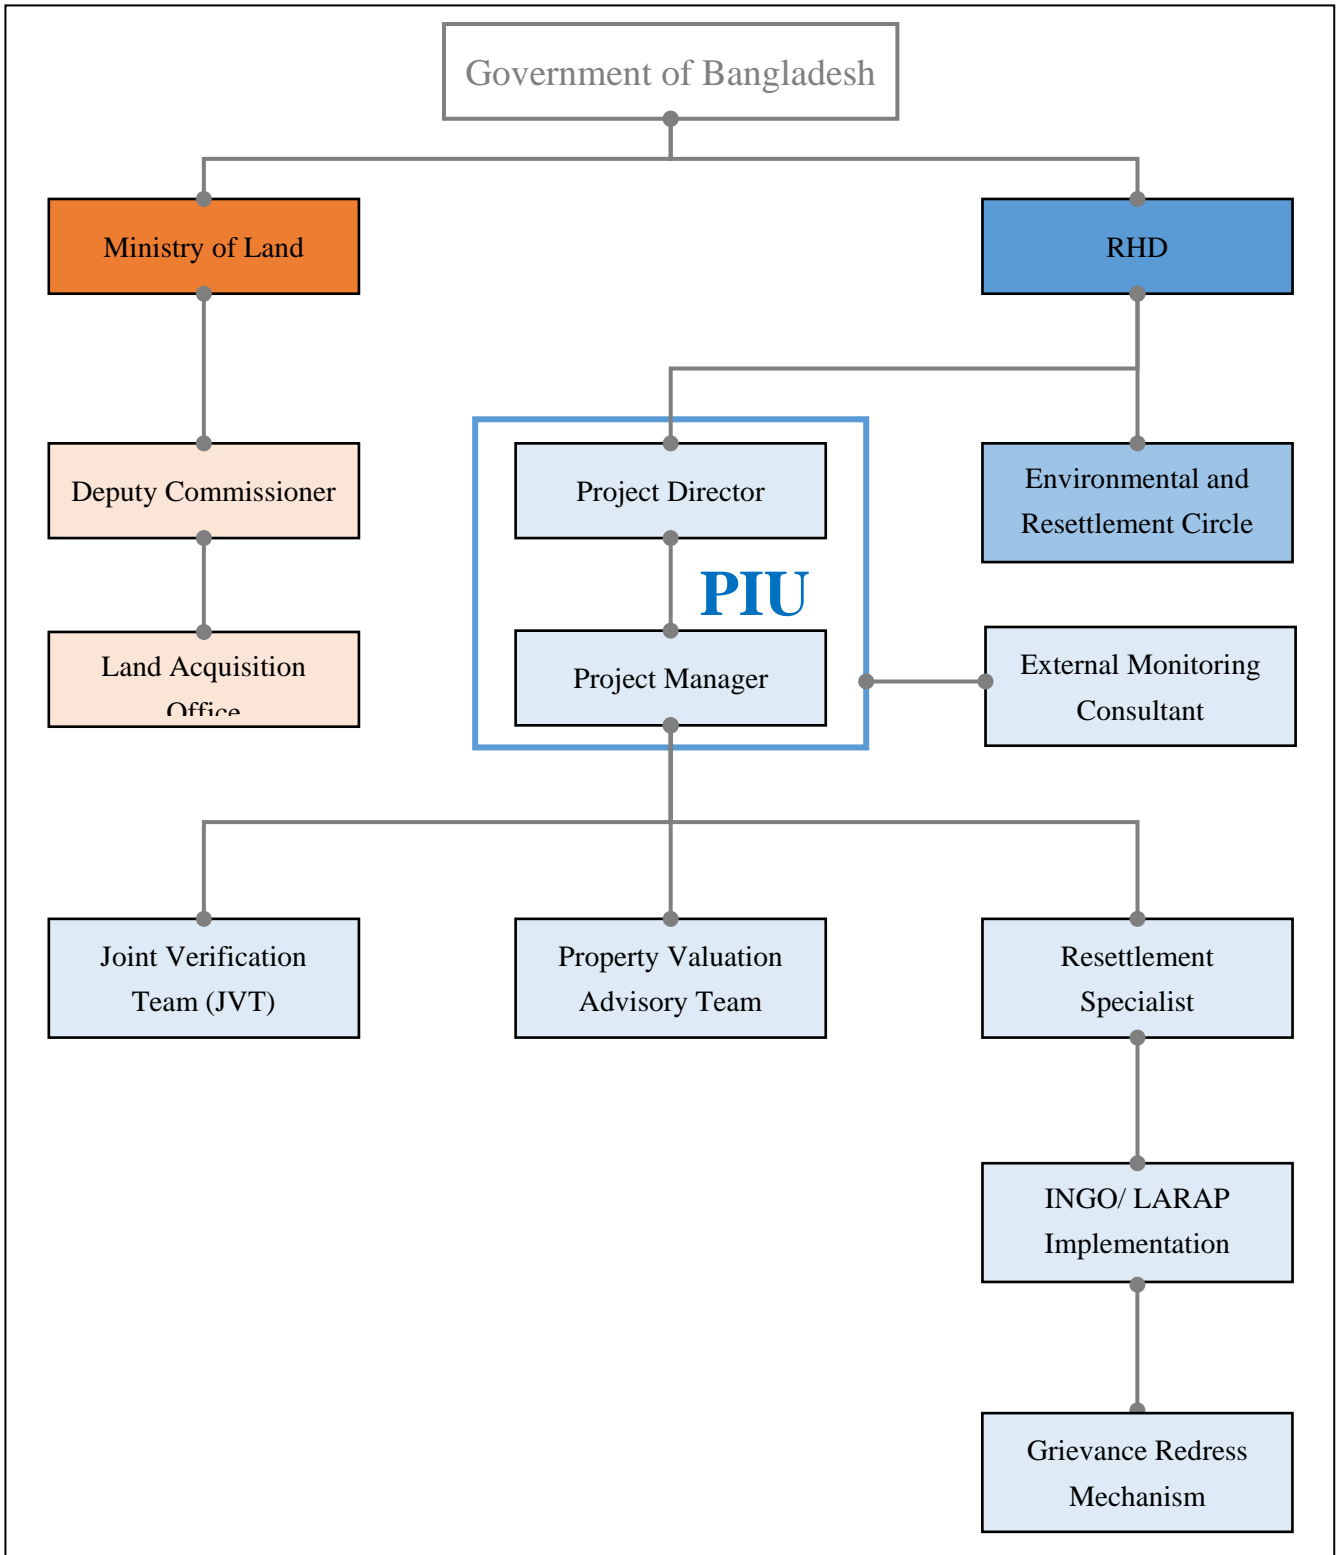 Government of Bangladesh
Ministry of Land
RHD
Deputy Commissioner
Project Director
Environmental and
Resettlement Circle
PIU
Land Acquisition
Office
Project Manager
External Monitoring
Consultant
Joint Verification
Team (JVT)
Property Valuation
Advisory Team
Resettlement
Specialist
INGO/ LARAP
Implementation
Grievance Redress
Mechanism